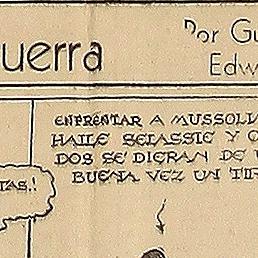 uerra
Por Gu
Edw
ENFRENTAR A MUSSOLI
HAILE SELASSIE Y O
DOS SE DIERAN DE
BUENA VEZ UN TIR
TAS.!